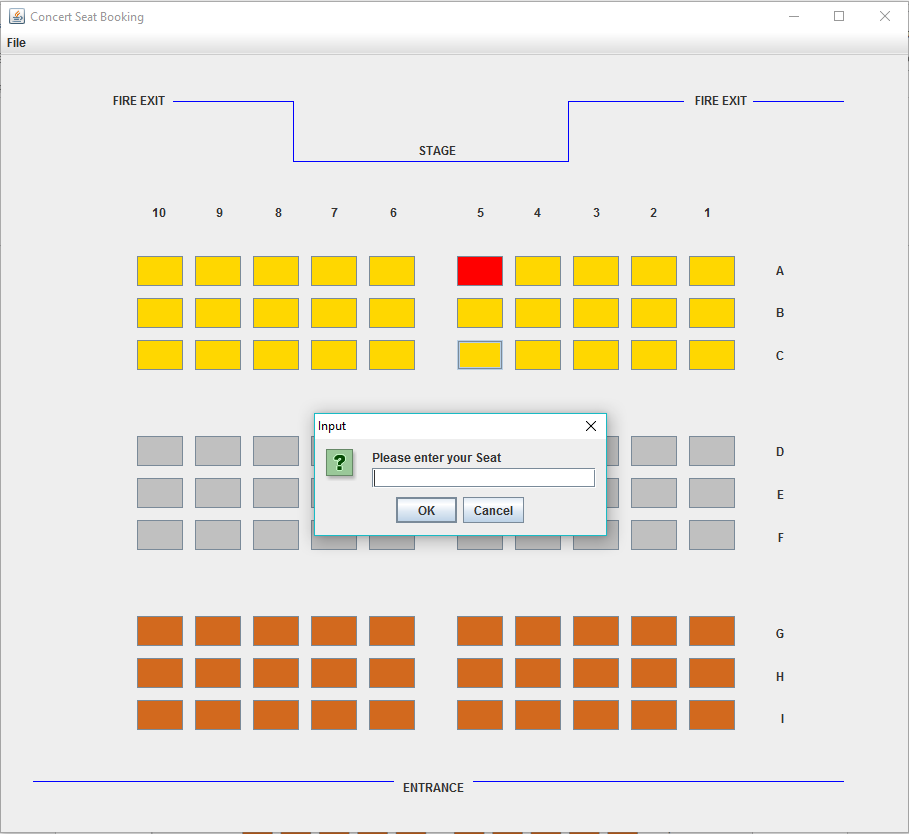 Concert Seat Booking
File
FIRE EXIT
FIRE EXIT
STAGE
10 9 8 7 6 5 4 3 2 1
A
B
C
Input
Please enter your Seat
?
OK Cancel
D
E
F
G
H
I
ENTRANCE